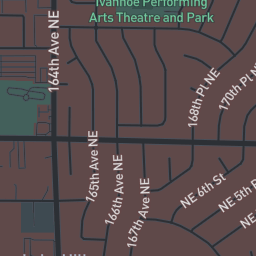 Ivanhoe Performing
Arts Theatre and Park
164th Ave NE
168th Pl NE
170th Pl
165th Ave NE
166th Ave NE
167th Ave NE
NE 6th St
NE 5th